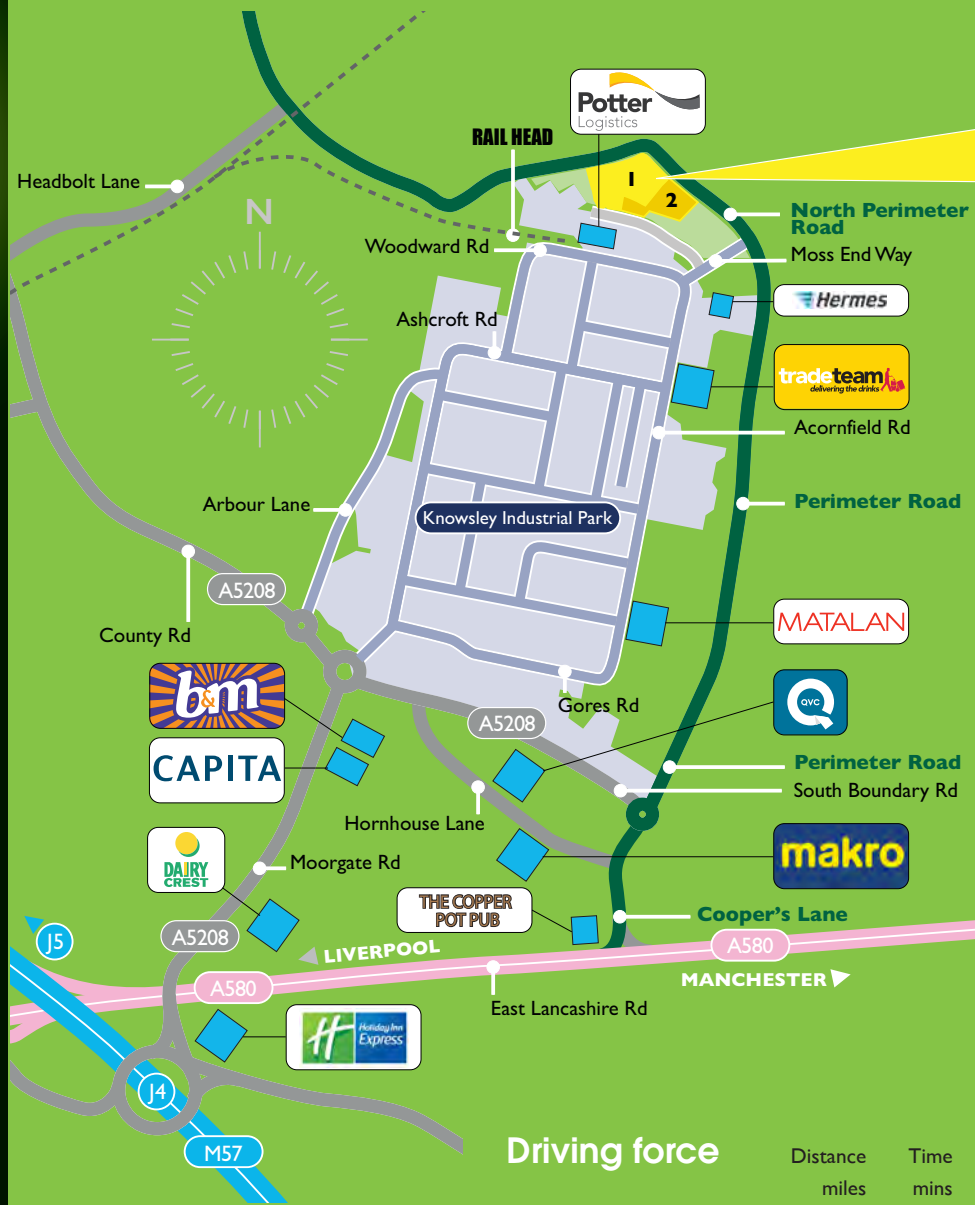 Potter
Logistics
RAIL HEAD
1
2
Headbolt Lane
N
North Perimeter
Road
Woodward Rd
Moss End Way
Hermes
Ashcroft Rd
tradeteam
delivering the drinks
Acornfield Rd
Arbour Lane
Perimeter Road
Knowsley Industrial Park
A5208
County Rd
MATALAN
b&m
Gores Rd
QVC
A5208
CAPITA
Perimeter Road
South Boundary Rd
Hornhouse Lane
DAIRY
CREST
Moorgate Rd
makro
THE COPPER
POT PUB
Cooper's Lane
J5
A5208
LIVERPOOL
A580
MANCHESTER
A580
East Lancashire Rd
Holiday Inn
Express
J4
M57
Driving force
Distance Time
miles mins